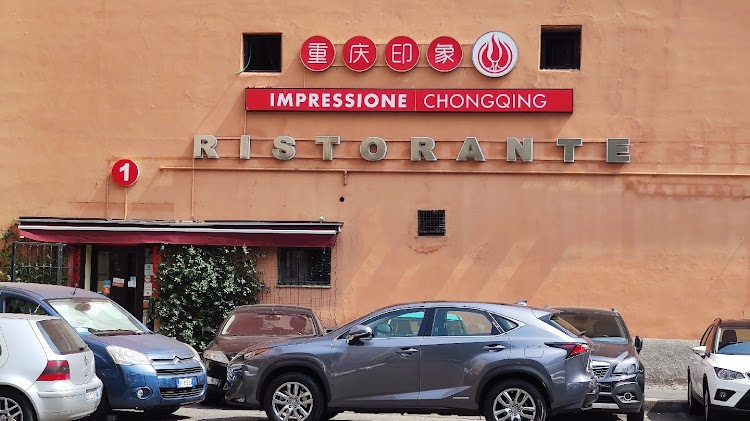 重庆印象
IMPRESSIONE CHONGQING
RISTORANTE
1